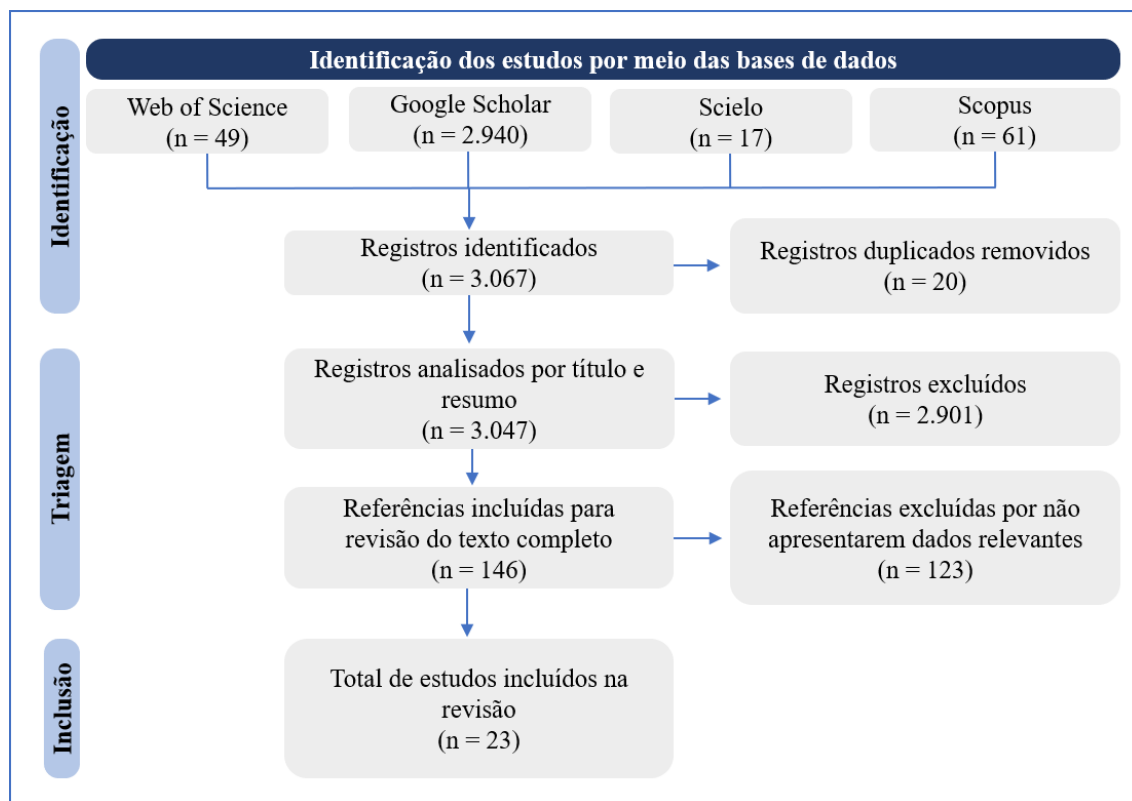 Identificação
Identificação dos estudos por meio das bases de dados
Web of Science
(n = 49)
Google Scholar
(n = 2.940)
Scielo
(n = 17)
Scopus
(n = 61)
Registros identificados
(n = 3.067)
Registros duplicados removidos
(n = 20)
Triagem
Registros analisados por título e
resumo
(n = 3.047)
Registros excluídos
(n = 2.901)
Referências incluídas para
revisão do texto completo
(n = 146)
Referências excluídas por não
apresentarem dados relevantes
(n = 123)
Inclusão
Total de estudos incluídos na
revisão
(n = 23)